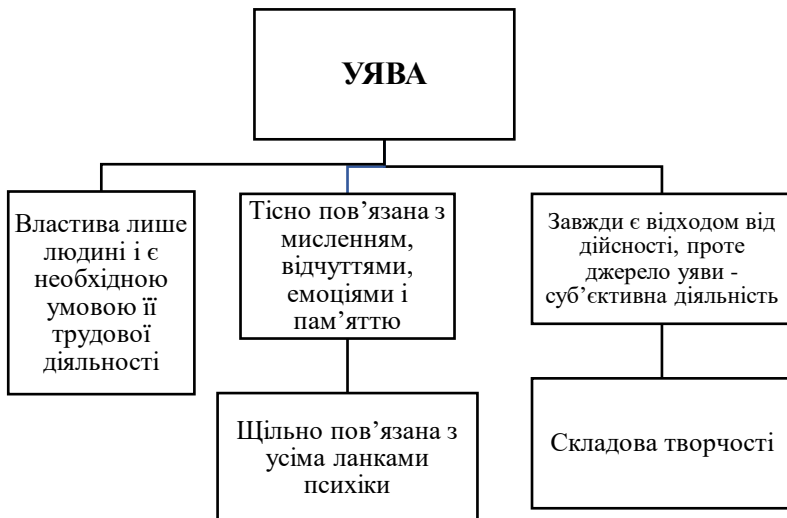 УЯВА
Властива лише
людині і є
необхідною
умовою її
трудової
діяльності
Тісно пов’язана з
мисленням,
відчуттями,
емоціями і
пам’яттю
Завжди є відходом від
дійсності, проте
джерело уяви -
суб’єктивна діяльність
Щільно пов’язана з
усіма ланками
психіки
Складова творчості